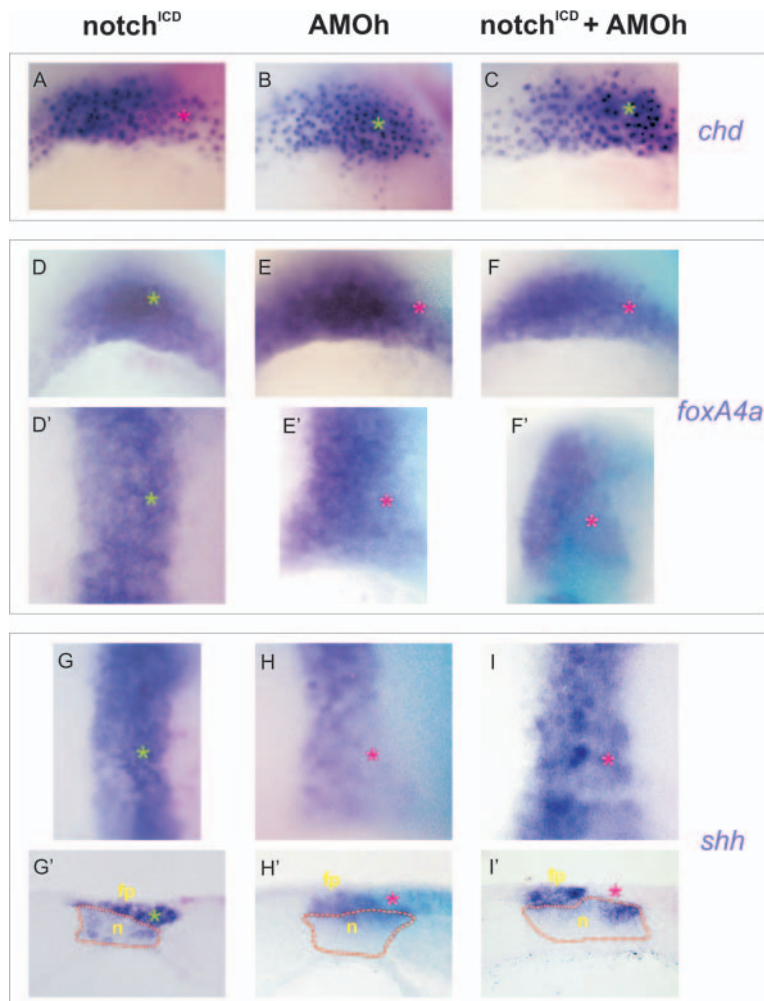 notch^ICD AMOh notch^ICD + AMOh
A * B * C * chd
D * E * F *
foxA4a
D' * E' * F' *
G * H * I *
shh
G' fp * n H' fp * n I' fp * n